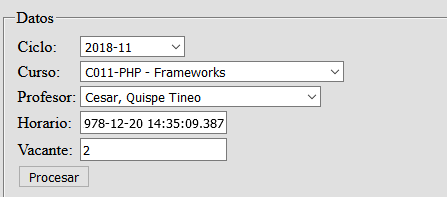 Datos
Ciclo: 2018-11
Curso: C011-PHP - Frameworks
Profesor: Cesar, Quispe Tineo
Horario: 978-12-20 14:35:09.387
Vacante: 2
Procesar